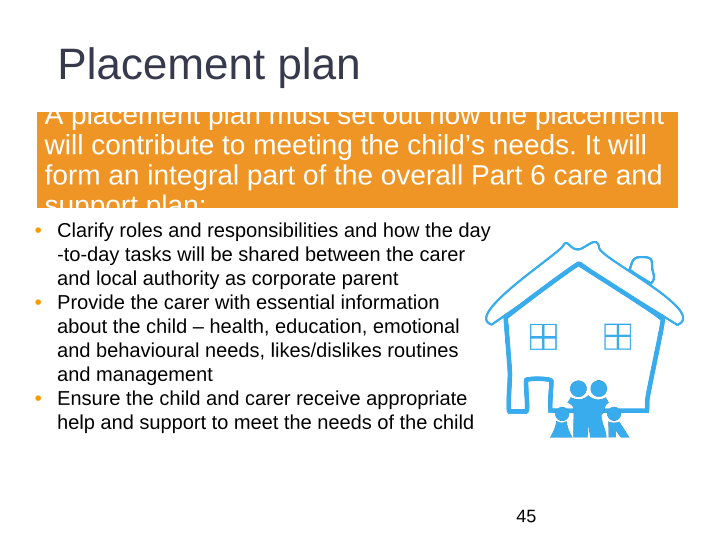 Placement plan
A placement plan must set out how the placement
will contribute to meeting the child’s needs. It will
form an integral part of the overall Part 6 care and
support plan:
• Clarify roles and responsibilities and how the day
-to-day tasks will be shared between the carer
and local authority as corporate parent
• Provide the carer with essential information
about the child – health, education, emotional
and behavioural needs, likes/dislikes routines
and management
• Ensure the child and carer receive appropriate
help and support to meet the needs of the child
45